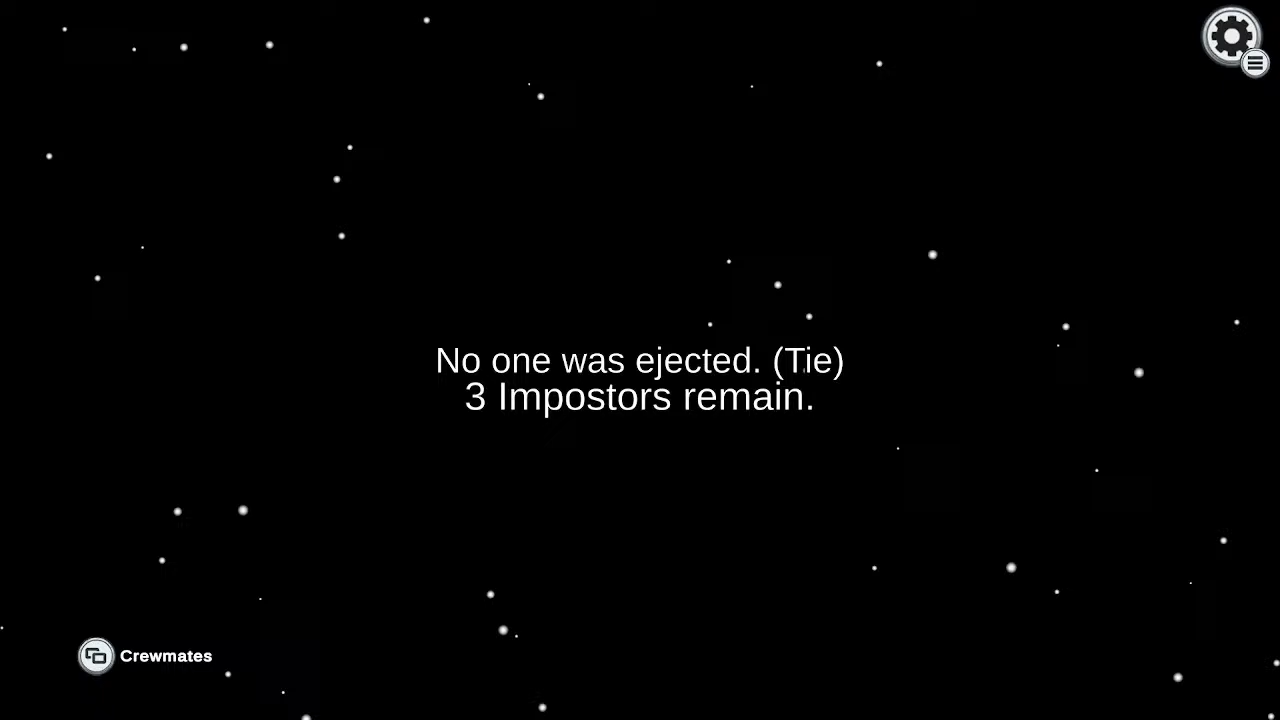 No one was ejected. (Tie)
3 Impostors remain.
Crewmates